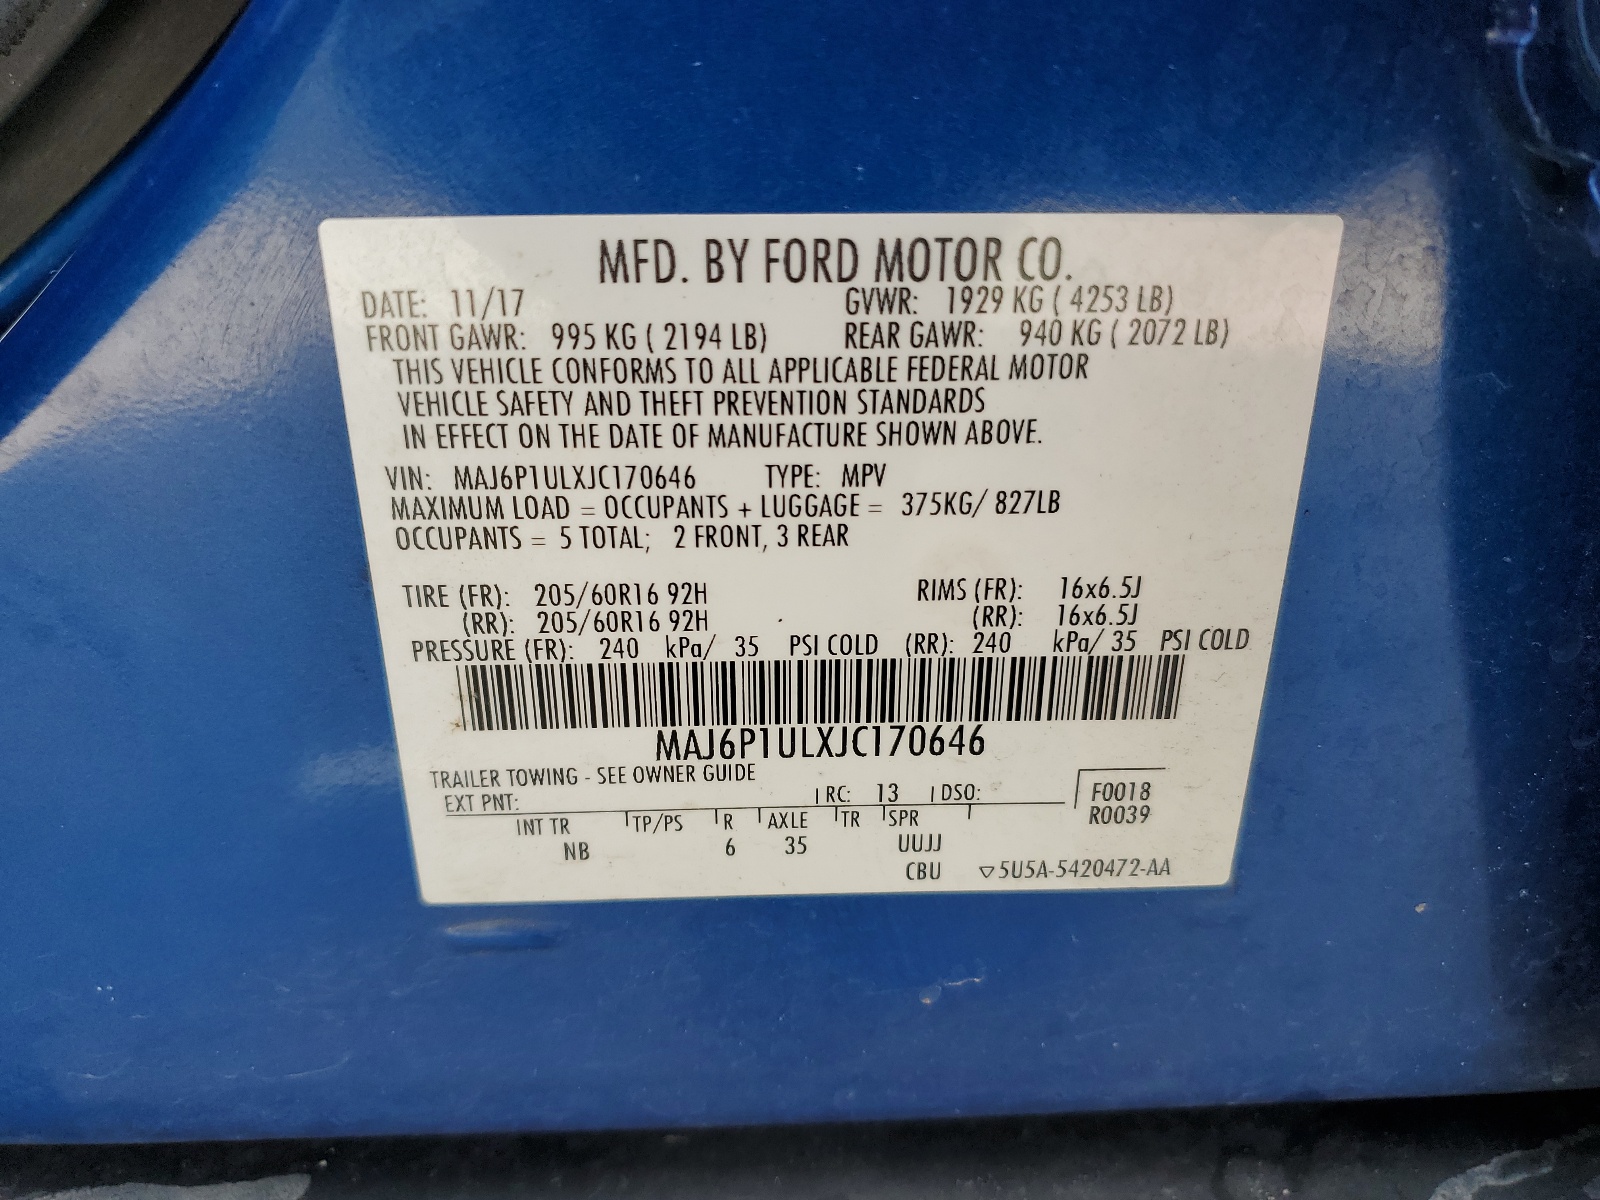 MFD. BY FORD MOTOR CO.
DATE: 11/17 GVWR: 1929 KG ( 4253 LB)
FRONT GAWR: 995 KG ( 2194 LB) REAR GAWR: 940 KG ( 2072 LB)
THIS VEHICLE CONFORMS TO ALL APPLICABLE FEDERAL MOTOR
VEHICLE SAFETY AND THEFT PREVENTION STANDARDS
IN EFFECT ON THE DATE OF MANUFACTURE SHOWN ABOVE.
VIN: MAJ6P1ULXJC170646 TYPE: MPV
MAXIMUM LOAD = OCCUPANTS + LUGGAGE = 375KG/ 827LB
OCCUPANTS = 5 TOTAL; 2 FRONT, 3 REAR
TIRE (FR): 205/60R16 92H RIMS (FR): 16x6.5J
(RR): 205/60R16 92H (RR): 16x6.5J
PRESSURE (FR): 240 kPa/ 35 PSI COLD (RR): 240 kPa/ 35 PSI COLD
MAJ6P1ULXJC170646
TRAILER TOWING - SEE OWNER GUIDE
EXT PNT: RC: 13 DSO: F0018
R0039
INT TR TP/PS R AXLE TR SPR
NB 6 35 UUJJ
CBU ▽5U5A-5420472-AA